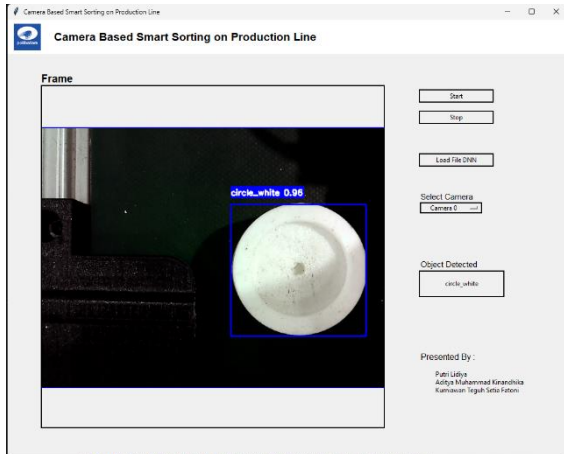 Camera Based Smart Sorting on Production Line
Camera Based Smart Sorting on Production Line
Frame
circle_white 0.96
Start
Stop
Load File DNN
Select Camera
Camera 0
Object Detected
circle_white
Presented By :
Putri Lidiya
Aditya Muhammad Kinandhika
Kurniawan Teguh Setia Fatoni